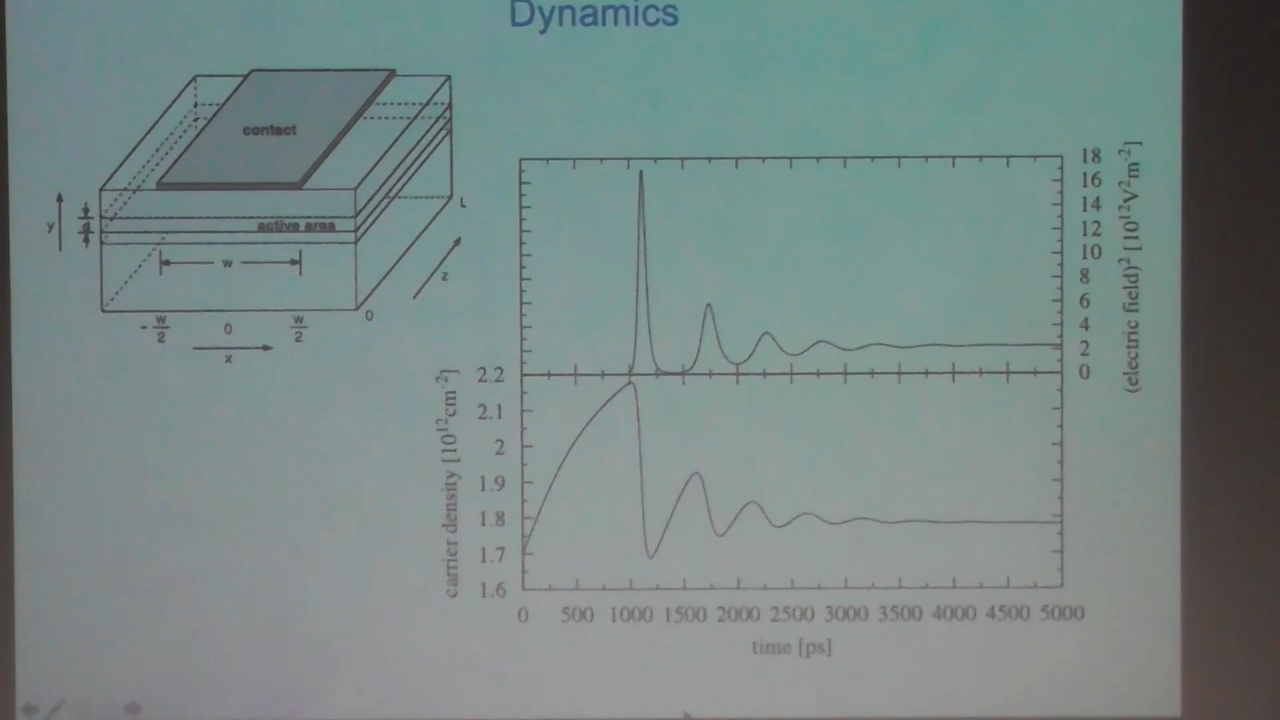 Dynamics
contact
active area
y
d
w
L
z
0
- w/2
0
w/2
x
18
16
14
12
10
8
6
4
2
0
(electric field)² [10¹²V²m⁻²]
2.2
2.1
2
1.9
1.8
1.7
1.6
carrier density [10¹²cm⁻²]
0 500 1000 1500 2000 2500 3000 3500 4000 4500 5000
time [ps]